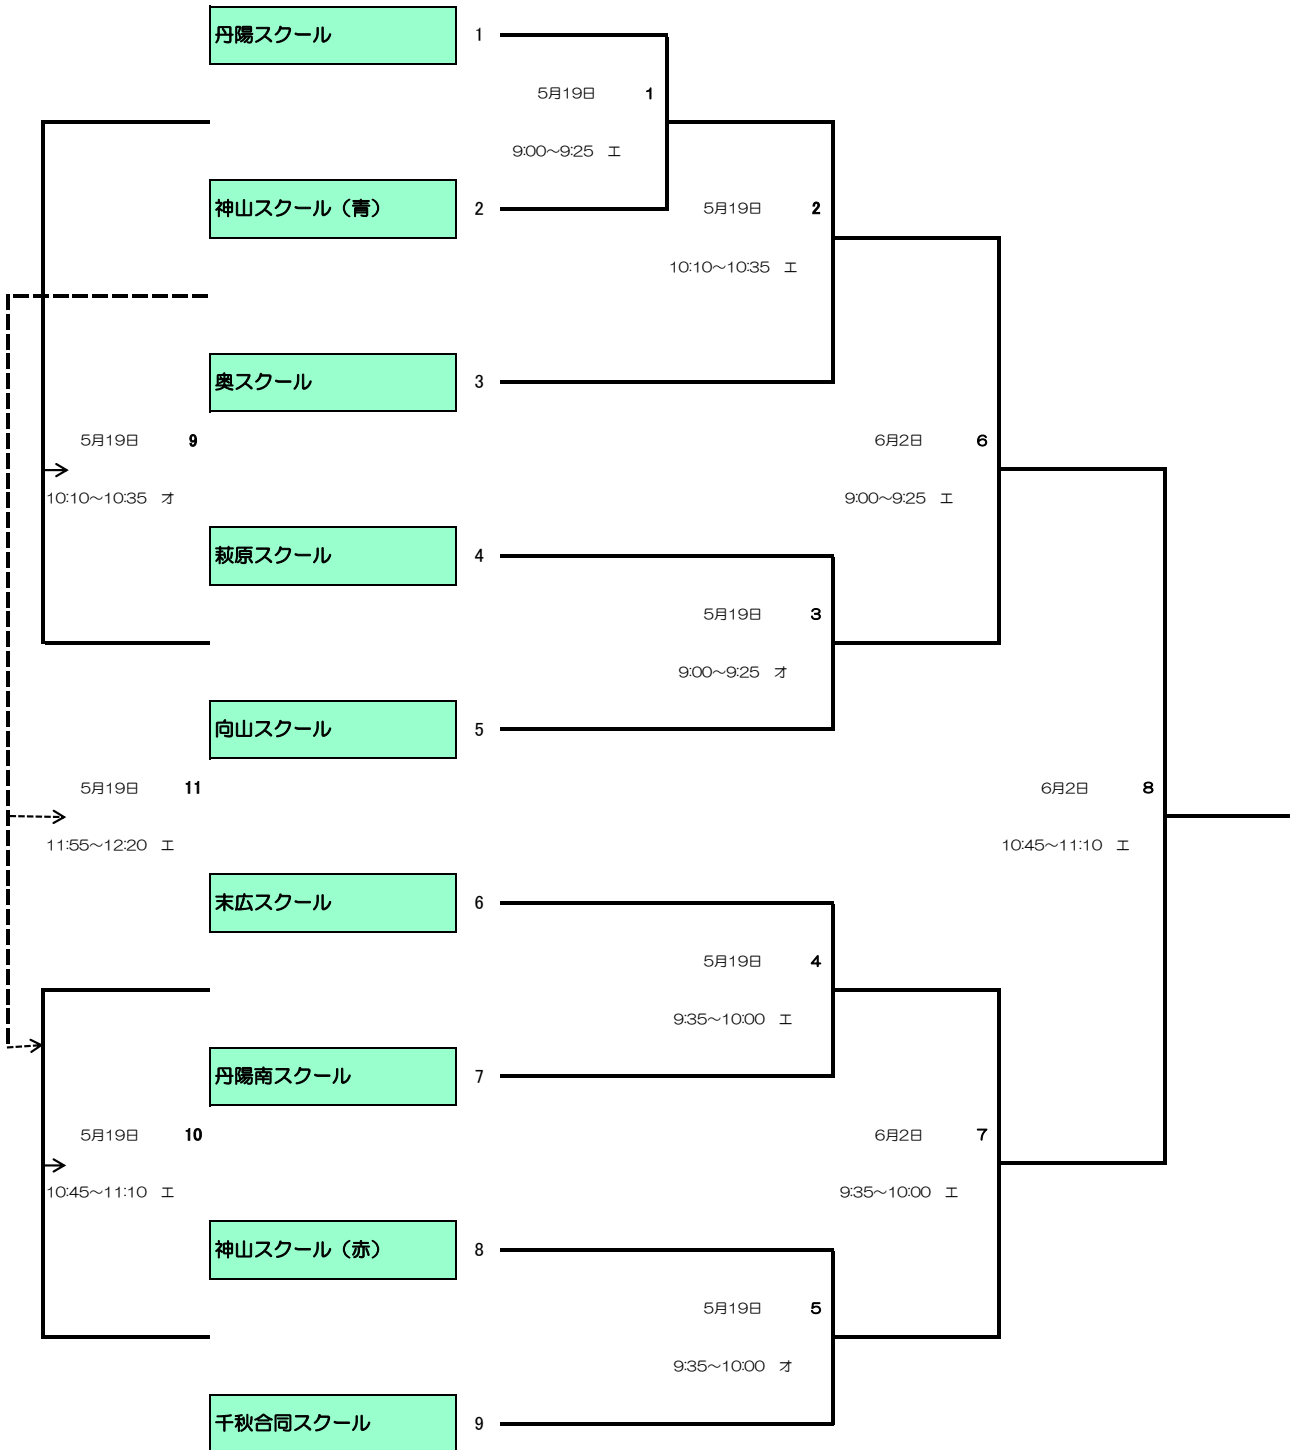 丹陽スクール 1
5月19日 1
9:00～9:25 エ
神山スクール（青） 2
5月19日 2
10:10～10:35 エ
奥スクール 3
5月19日 9
6月2日 6
10:10～10:35 オ
9:00～9:25 エ
萩原スクール 4
5月19日 3
9:00～9:25 オ
向山スクール 5
5月19日 11
6月2日 8
11:55～12:20 エ
10:45～11:10 エ
末広スクール 6
5月19日 4
9:35～10:00 エ
丹陽南スクール 7
5月19日 10
6月2日 7
10:45～11:10 エ
9:35～10:00 エ
神山スクール（赤） 8
5月19日 5
9:35～10:00 オ
千秋合同スクール 9